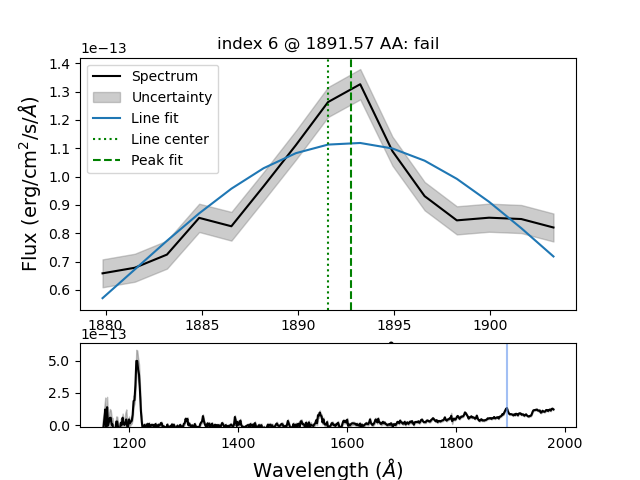 index 6 @ 1891.57 AA: fail
1e−13
Spectrum
Uncertainty
Line fit
Line center
Peak fit
Flux (erg/cm²/s/Å)
1.4
1.3
1.2
1.1
1.0
0.9
0.8
0.7
0.6
1880 1885 1890 1895 1900
1e−13
5.0
2.5
0.0
1200 1400 1600 1800 2000
Wavelength (Å)